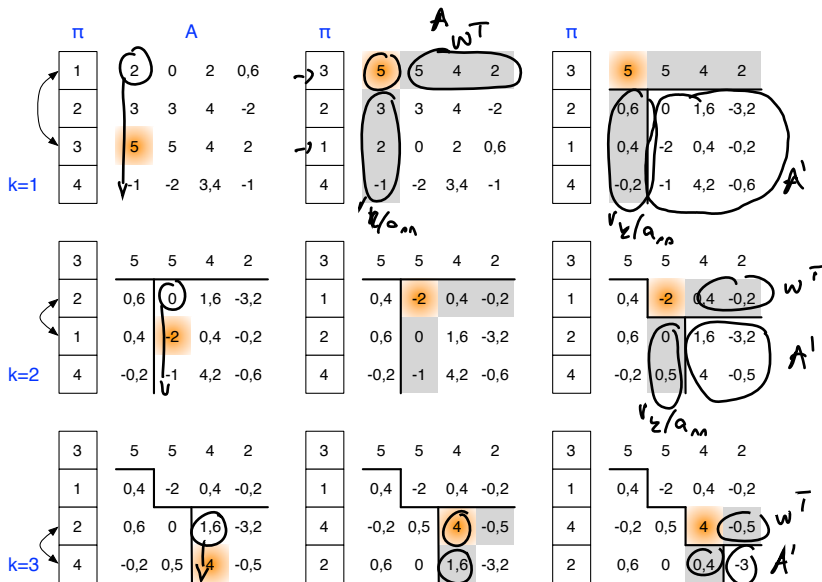 π A π A wᵀ π
1 2 0 2 0,6 3 5 5 4 2 3 5 5 4 2
2 3 3 4 -2 2 3 3 4 -2 2 0,6 0 1,6 -3,2
3 5 5 4 2 1 2 0 2 0,6 1 0,4 -2 0,4 -0,2
k=1 4 -1 -2 3,4 -1 4 -1 -2 3,4 -1 4 -0,2 -1 4,2 -0,6 A'
3 5 5 4 2 3 5 5 4 2 3 5 5 4 2
2 0,6 0 1,6 -3,2 1 0,4 -2 0,4 -0,2 1 0,4 -2 0,4 -0,2 wᵀ
1 0,4 -2 0,4 -0,2 2 0,6 0 1,6 -3,2 2 0,6 0 1,6 -3,2 A'
k=2 4 -0,2 -1 4,2 -0,6 4 -0,2 -1 4,2 -0,6 4 -0,2 0,5 4 -0,5
3 5 5 4 2 3 5 5 4 2 3 5 5 4 2
1 0,4 -2 0,4 -0,2 1 0,4 -2 0,4 -0,2 1 0,4 -2 0,4 -0,2
2 0,6 0 1,6 -3,2 4 -0,2 0,5 4 -0,5 4 -0,2 0,5 4 -0,5 wᵀ
k=3 4 -0,2 0,5 4 -0,5 2 0,6 0 1,6 -3,2 2 0,6 0 0,4 -3 A'